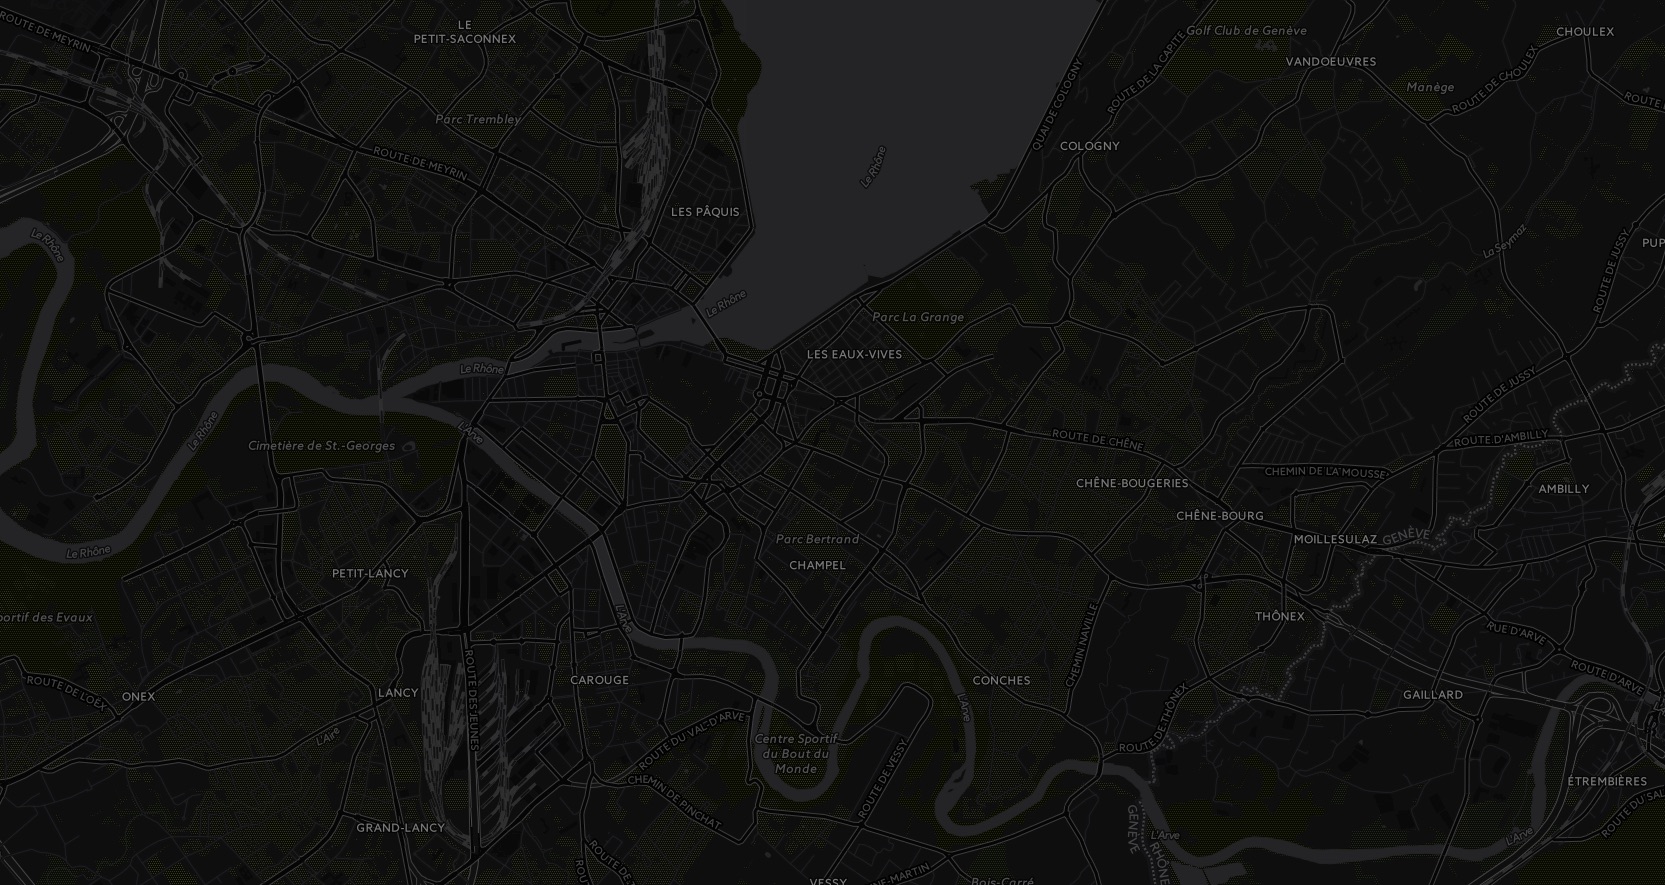 LE
PETIT-SACONNEX
ROUTE DE MEYRIN
Golf Club de Genève
CHOULEX
VANDOEUVRES
Manège
ROUTE DE CHOULEX
ROUTE DE LA CAPITE
QUAI DE COLOGNY
Parc Trembley
COLOGNY
ROUTE DE MEYRIN
Le Rhône
LES PÂQUIS
Le Rhône
La Seymaz
PUP
ROUTE DE JUSSY
Le Rhône
Parc La Grange
LES EAUX-VIVES
Le Rhône
ROUTE DE JUSSY
Le Rhône
L'Arve
Cimetière de St.-Georges
ROUTE DE CHÊNE
ROUTE D'AMBILLY
CHEMIN DE LA MOUSSE
CHÊNE-BOUGERIES
AMBILLY
CHÊNE-BOURG
Le Rhône
Parc Bertrand
MOILLESULAZ
GENÈVE
CHAMPEL
PETIT-LANCY
portif des Evaux
L'Arve
THÔNEX
RUE D'ARVE
CHEMIN NAVILLE
ROUTE DE LOËX
ONEX
LANCY
ROUTE DES JEUNES
CAROUGE
CONCHES
L'Arve
ROUTE D'ARVE
GAILLARD
L'Aire
ROUTE DU VAL-D'ARVE
Centre Sportif
du Bout du
Monde
ROUTE DE VESSY
ROUTE DE THÔNEX
CHEMIN DE PINCHAT
ÉTREMBIÈRES
GRAND-LANCY
GENÈVE
RHÔNE
L'Arve
L'Arve
VESSY
Bois-Carré